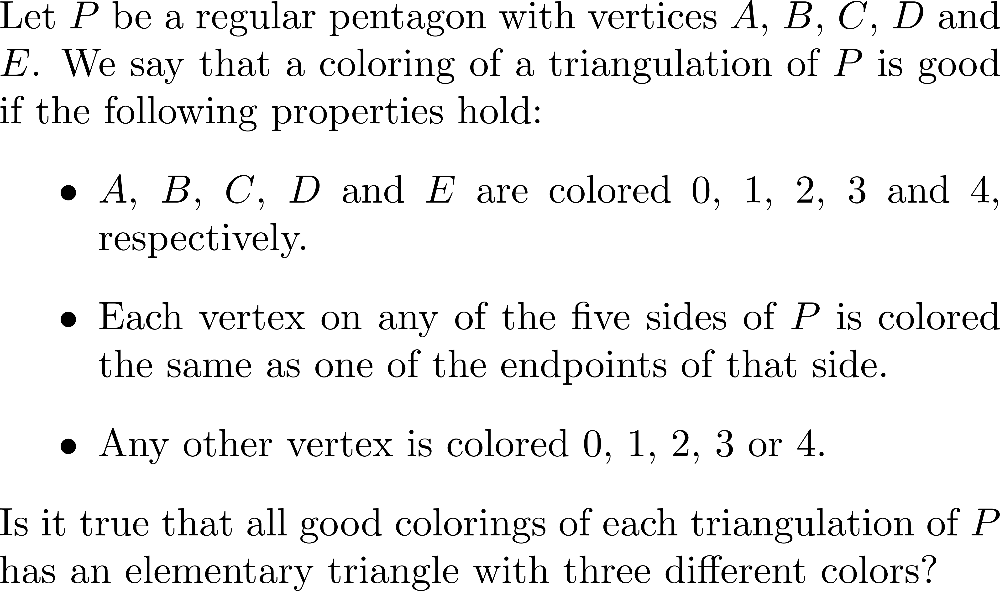 Let P be a regular pentagon with vertices A, B, C, D and
E. We say that a coloring of a triangulation of P is good
if the following properties hold:
• A, B, C, D and E are colored 0, 1, 2, 3 and 4,
respectively.
• Each vertex on any of the five sides of P is colored
the same as one of the endpoints of that side.
• Any other vertex is colored 0, 1, 2, 3 or 4.
Is it true that all good colorings of each triangulation of P
has an elementary triangle with three different colors?